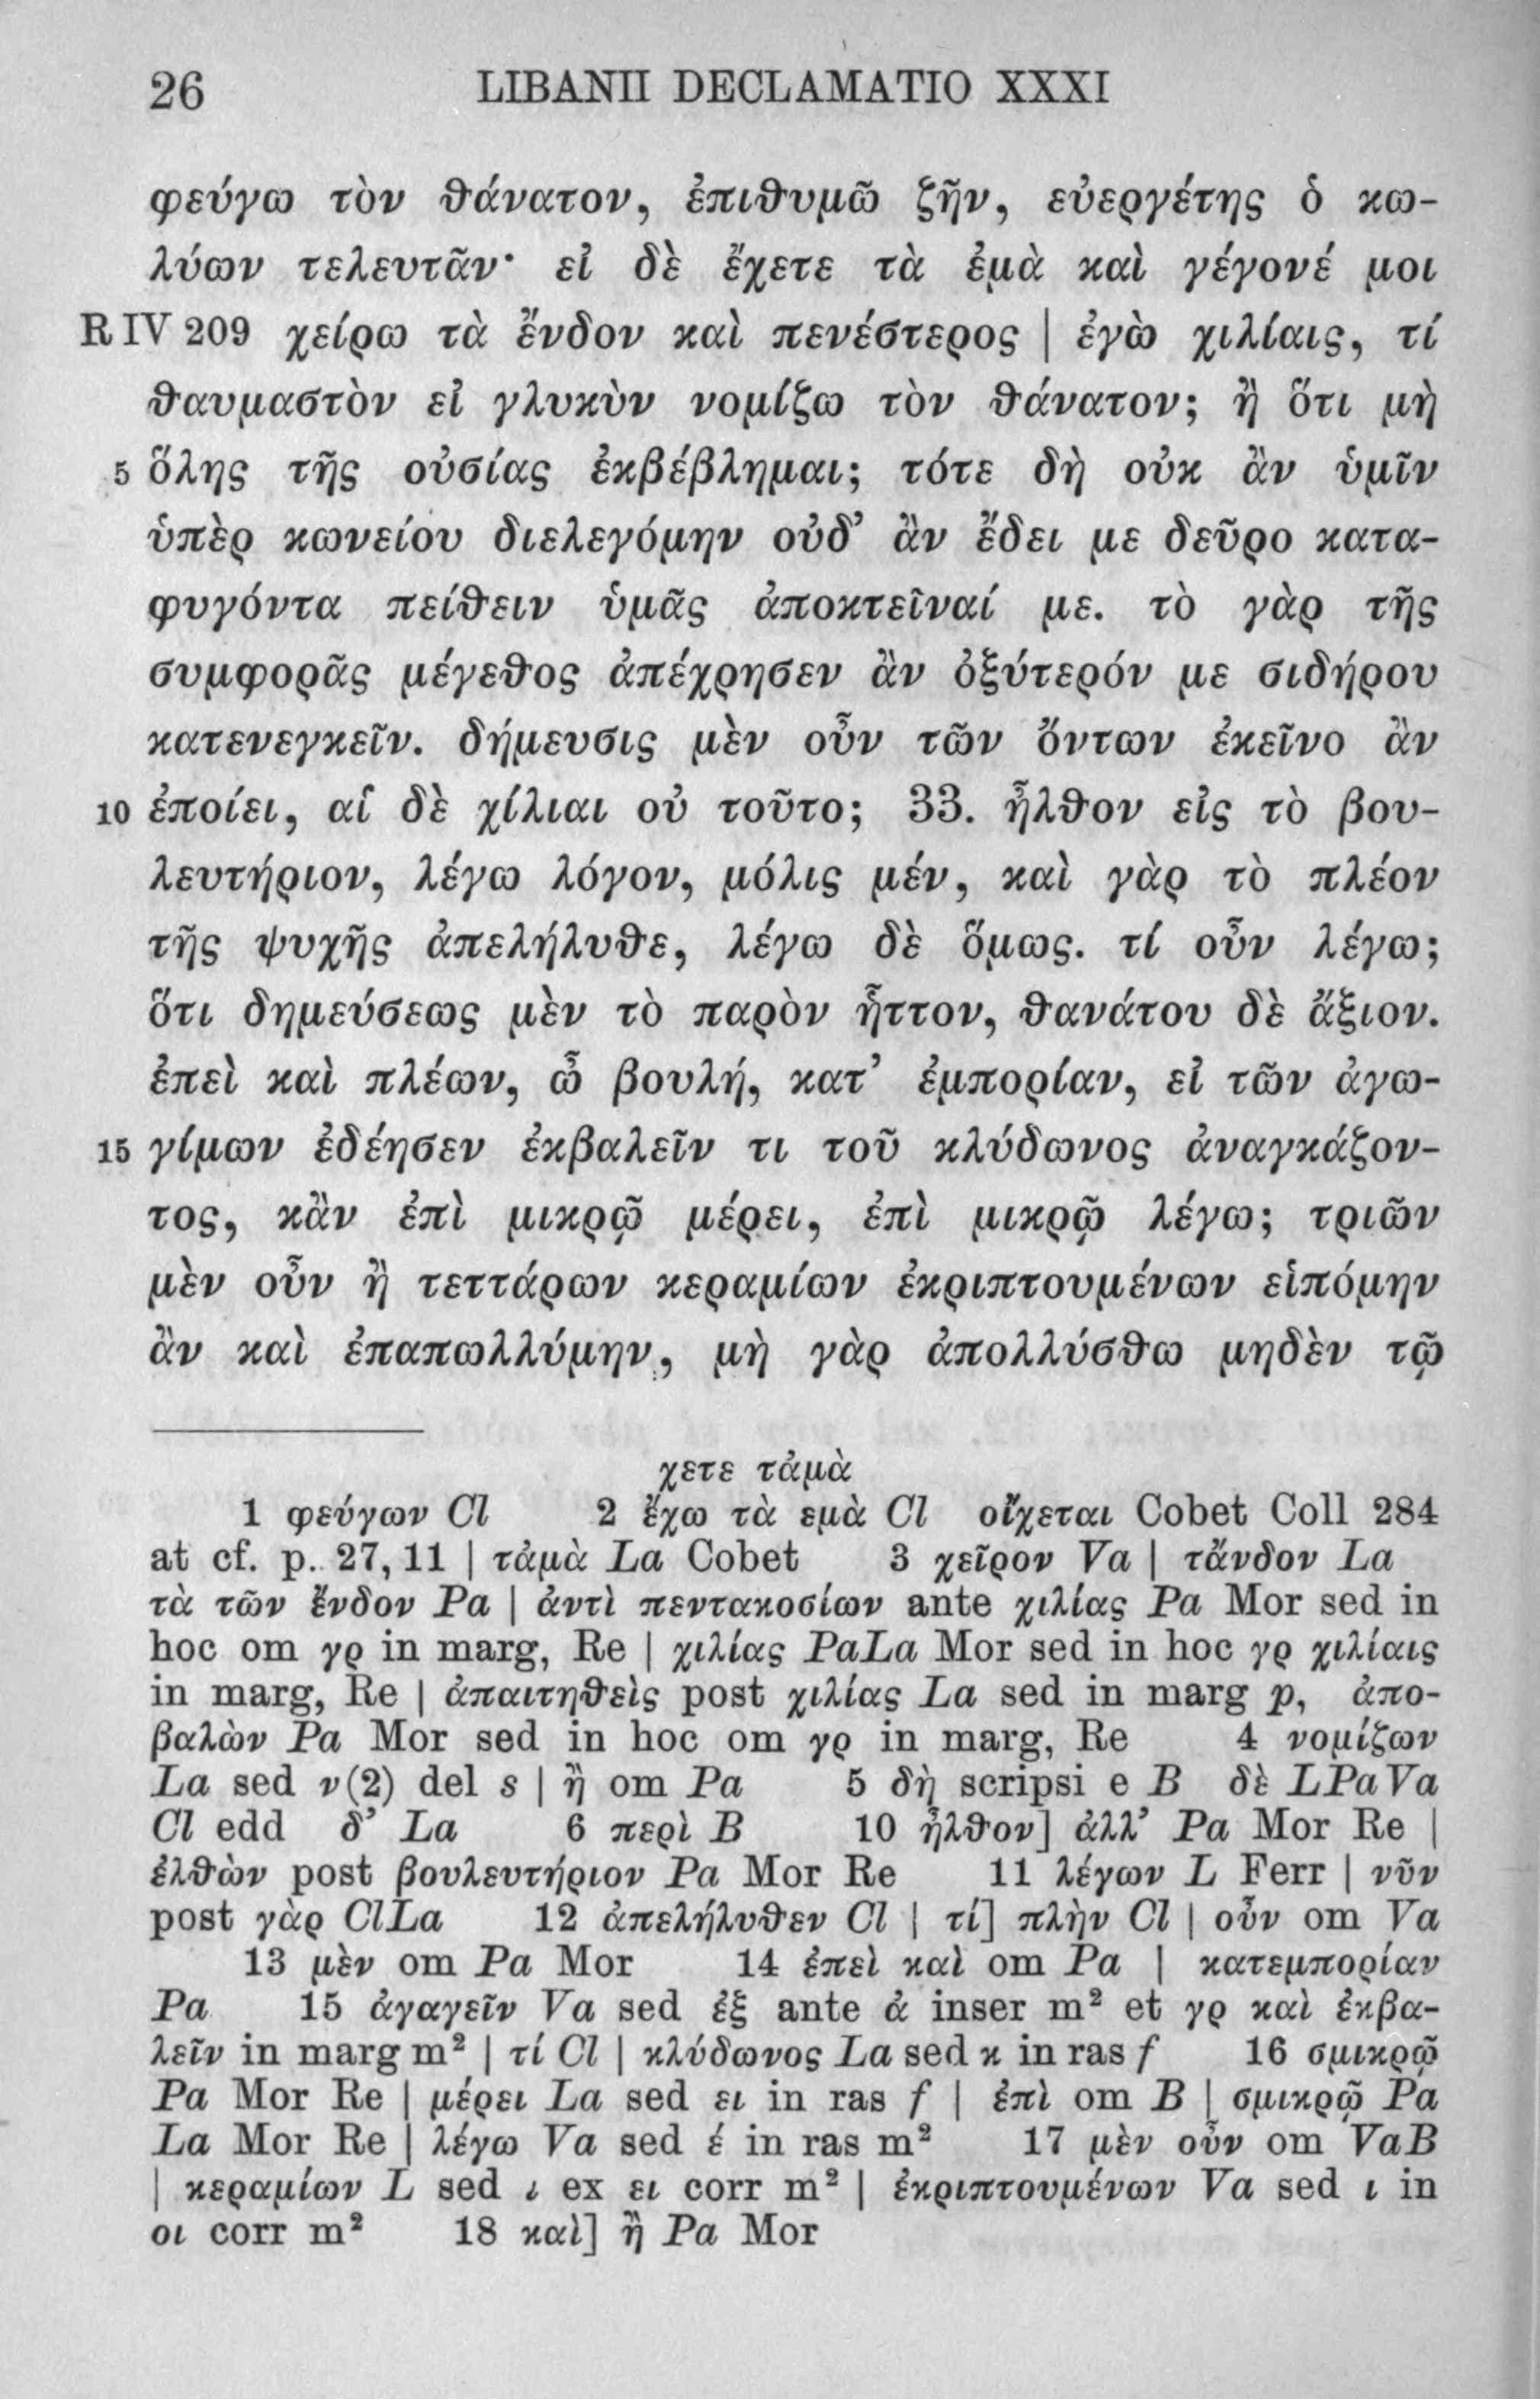 26 LIBANII DECLAMATIO XXXI
φεύγω τὸν θάνατον, ἐπιθυμῶ ζῆν, εὐεργέτης ὁ κω-
λύων τελευτᾶν· εἰ δὲ ἔχετε τὰ ἐμὰ καὶ γέγονέ μοι
R IV 209 χείρω τὰ ἔνδον καὶ πενέστερος | ἐγὼ χιλίαις, τί
θαυμαστὸν εἰ γλυκὺν νομίζω τὸν θάνατον; ἢ ὅτι μὴ
5 ὅλης τῆς οὐσίας ἐκβέβλημαι; τότε δὴ οὐκ ἂν ὑμῖν
ὑπὲρ κωνείου διελεγόμην οὐδ’ ἂν ἔδει με δεῦρο κατα-
φυγόντα πείθειν ὑμᾶς ἀποκτεῖναί με. τὸ γὰρ τῆς
συμφορᾶς μέγεθος ἀπέχρησεν ἂν ὀξύτερόν με σιδήρου
κατενεγκεῖν. δήμευσις μὲν οὖν τῶν ὄντων ἐκεῖνο ἂν
10 ἐποίει, αἱ δὲ χίλιαι οὐ τοῦτο; 33. ἦλθον εἰς τὸ βου-
λευτήριον, λέγω λόγον, μόλις μέν, καὶ γὰρ τὸ πλέον
τῆς ψυχῆς ἀπελήλυθε, λέγω δὲ ὅμως. τί οὖν λέγω;
ὅτι δημεύσεως μὲν τὸ παρὸν ἧττον, θανάτου δὲ ἄξιον.
ἐπεὶ καὶ πλέων, ὦ βουλή, κατ’ ἐμπορίαν, εἰ τῶν ἀγω-
15 γίμων ἐδέησεν ἐκβαλεῖν τι τοῦ κλύδωνος ἀναγκάζον-
τος, κἂν ἐπὶ μικρῷ μέρει, ἐπὶ μικρῷ λέγω; τριῶν
μὲν οὖν ἢ τεττάρων κεραμίων ἐκριπτουμένων εἱπόμην
ἂν καὶ ἐπαπωλλύμην, μὴ γὰρ ἀπολλύσθω μηδὲν τῷ
χετε τἀμὰ
1 φεύγων Cl 2 ἔχω τὰ εμὰ Cl οἴχεται Cobet Coll 284
at cf. p. 27, 11 | τἀμὰ La Cobet 3 χεῖρον Va | τἄνδον La
τὰ τῶν ἔνδον Pa | ἀντὶ πεντακοσίων ante χιλίας Pa Mor sed in
hoc om γρ in marg, Re | χιλίας PaLa Mor sed in hoc γρ χιλίαις
in marg, Re | ἀπαιτηθεὶς post χιλίας La sed in marg p, ἀπο-
βαλὼν Pa Mor sed in hoc om γρ in marg, Re 4 νομίζων
La sed ν(2) del s | ἢ om Pa 5 δὴ scripsi e B δὲ LPaVa
Cl edd δ’ La 6 περὶ B 10 ἦλθον] ἀλλ’ Pa Mor Re |
ἐλθὼν post βουλευτήριον Pa Mor Re 11 λέγων L Ferr | νῦν
post γὰρ ClLa 12 ἀπελήλυθεν Cl | τί] πλὴν Cl | οὖν om Va
13 μὲν om Pa Mor 14 ἐπεὶ καὶ om Pa | κατεμπορίαν
Pa 15 ἀγαγεῖν Va sed ἐξ ante ἀ inser m² et γρ καὶ ἐκβα-
λεῖν in marg m² | τί Cl | κλύδωνος La sed κ in ras f 16 σμικρῷ
Pa Mor Re | μέρει La sed ει in ras f | ἐπὶ om B | σμικρῷ Pa
La Mor Re | λέγω Va sed έ in ras m² 17 μὲν οὖν om VaB
| κεραμίων L sed ι ex ει corr m² | ἐκριπτουμένων Va sed ι in
οι corr m² 18 καὶ] ἢ Pa Mor